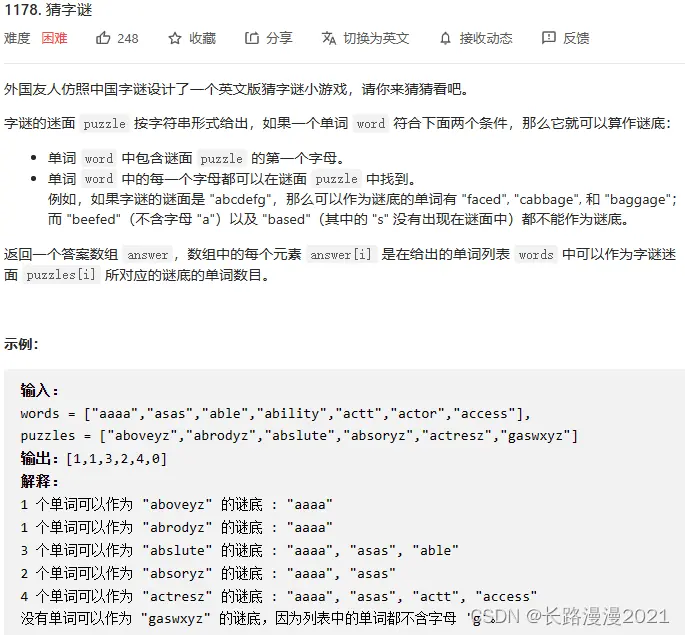 1178. 猜字谜
难度 困难 248 收藏 分享 切换为英文 接收动态 反馈
外国友人仿照中国字谜设计了一个英文版猜字谜小游戏，请你来猜猜看吧。
字谜的迷面 puzzle 按字符串形式给出，如果一个单词 word 符合下面两个条件，那么它就可以算作谜底：
• 单词 word 中包含谜面 puzzle 的第一个字母。
• 单词 word 中的每一个字母都可以在谜面 puzzle 中找到。
例如，如果字谜的谜面是 "abcdefg"，那么可以作为谜底的单词有 "faced", "cabbage", 和 "baggage"；
而 "beefed"（不含字母 "a"）以及 "based"（其中的 "s" 没有出现在谜面中）都不能作为谜底。
返回一个答案数组 answer，数组中的每个元素 answer[i] 是在给出的单词列表 words 中可以作为字谜迷
面 puzzles[i] 所对应的谜底的单词数目。
示例：
输入：
words = ["aaaa","asas","able","ability","actt","actor","access"],
puzzles = ["aboveyz","abrodyz","abslute","absoryz","actresz","gaswxyz"]
输出：[1,1,3,2,4,0]
解释：
1 个单词可以作为 "aboveyz" 的谜底 : "aaaa"
1 个单词可以作为 "abrodyz" 的谜底 : "aaaa"
3 个单词可以作为 "abslute" 的谜底 : "aaaa", "asas", "able"
2 个单词可以作为 "absoryz" 的谜底 : "aaaa", "asas"
4 个单词可以作为 "actresz" 的谜底 : "aaaa", "asas", "actt", "access"
没有单词可以作为 "gaswxyz" 的谜底，因为列表中的单词都不含字母 'g'。
CSDN @长路漫漫2021